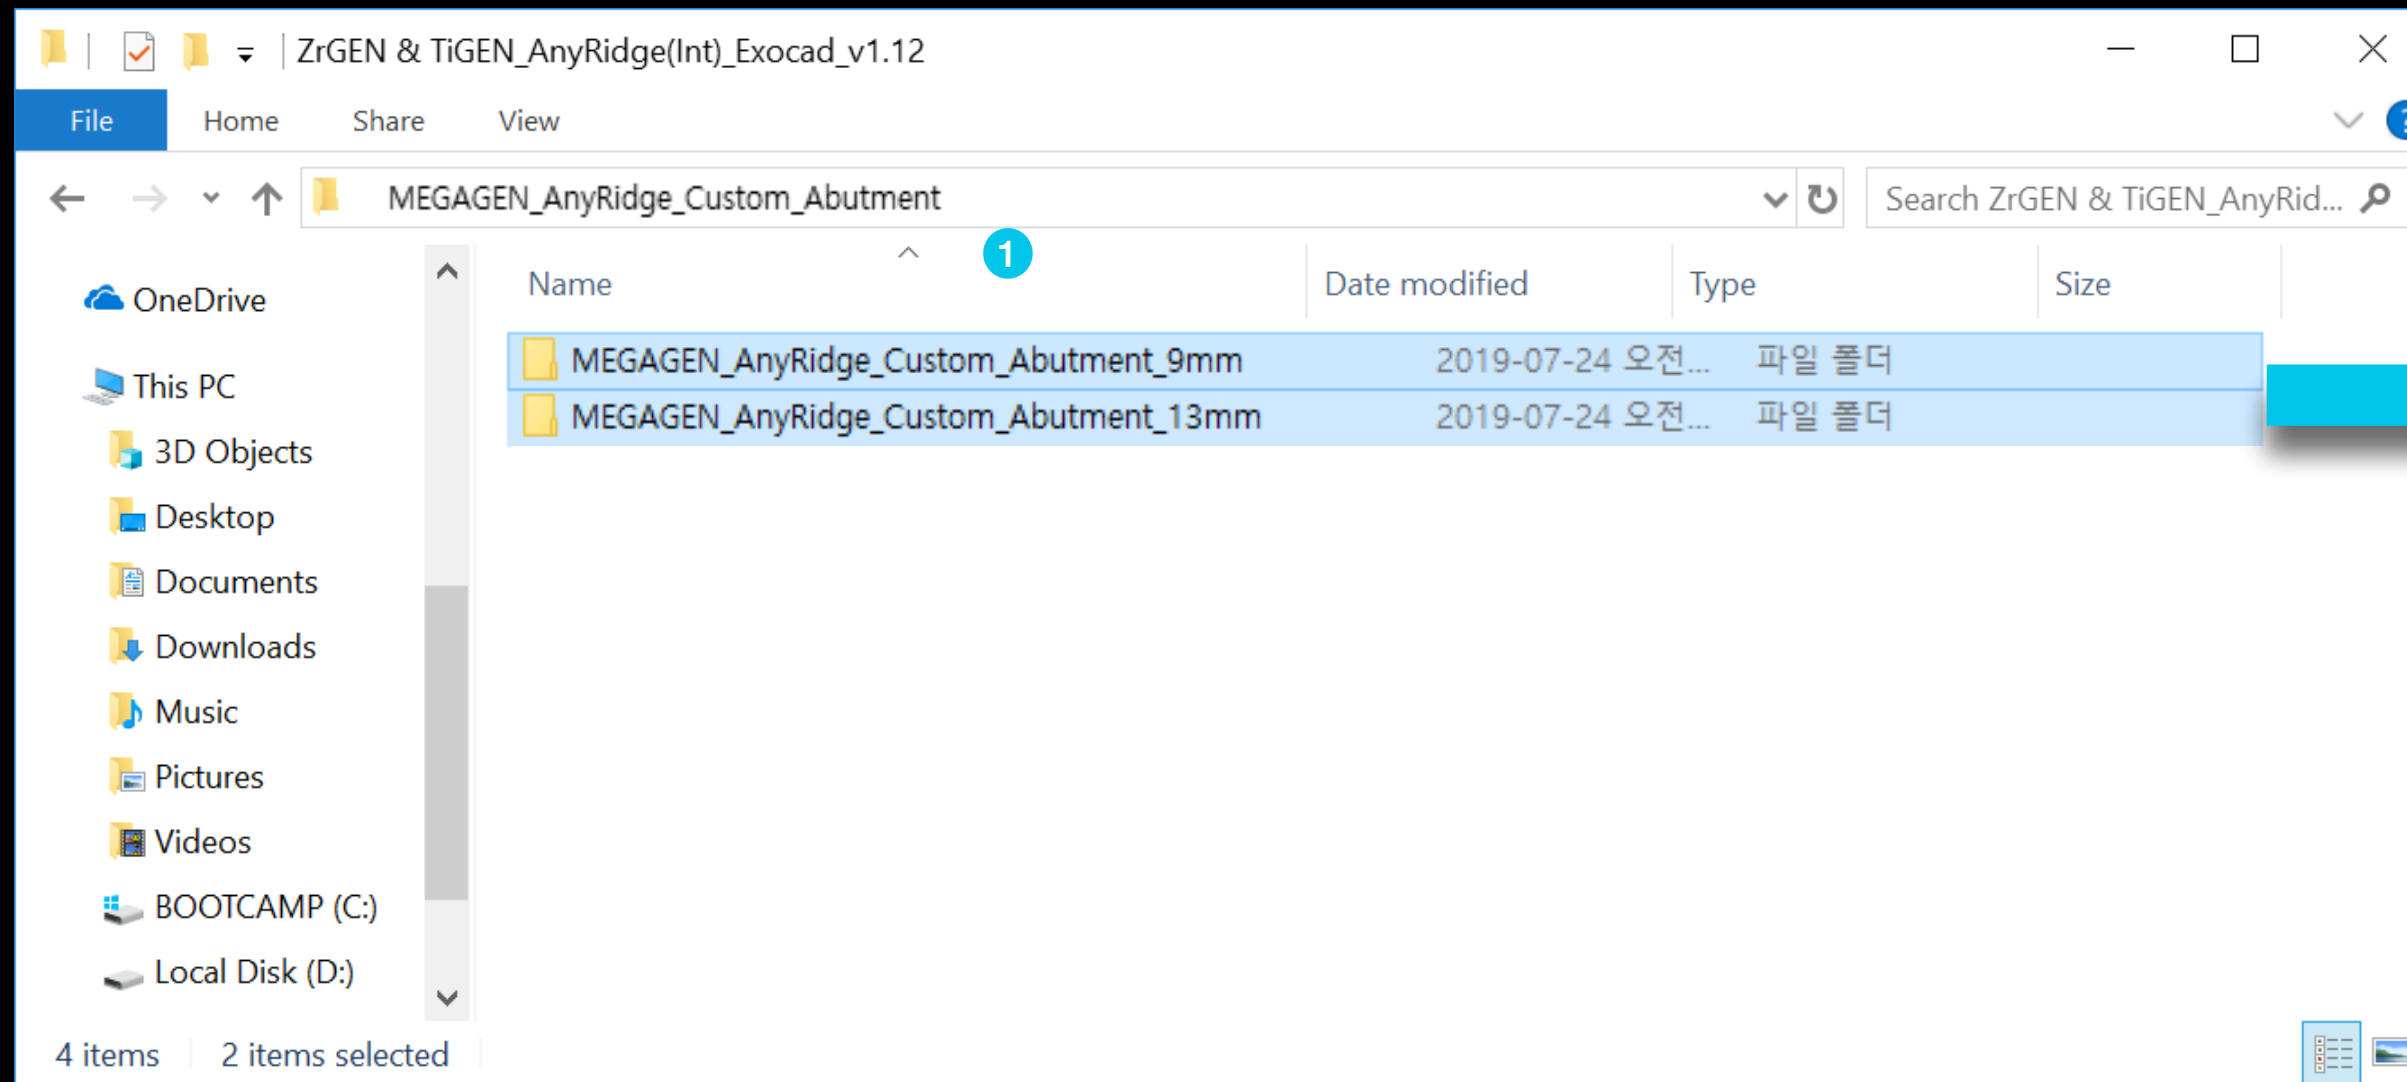 ZrGEN & TiGEN_AnyRidge(Int)_Exocad_v1.12
File Home Share View
MEGAGEN_AnyRidge_Custom_Abutment
Search ZrGEN & TiGEN_AnyRid...
1
Name Date modified Type Size
MEGAGEN_AnyRidge_Custom_Abutment_9mm 2019-07-24 오전... 파일 폴더
MEGAGEN_AnyRidge_Custom_Abutment_13mm 2019-07-24 오전... 파일 폴더
OneDrive
This PC
3D Objects
Desktop
Documents
Downloads
Music
Pictures
Videos
BOOTCAMP (C:)
Local Disk (D:)
4 items 2 items selected